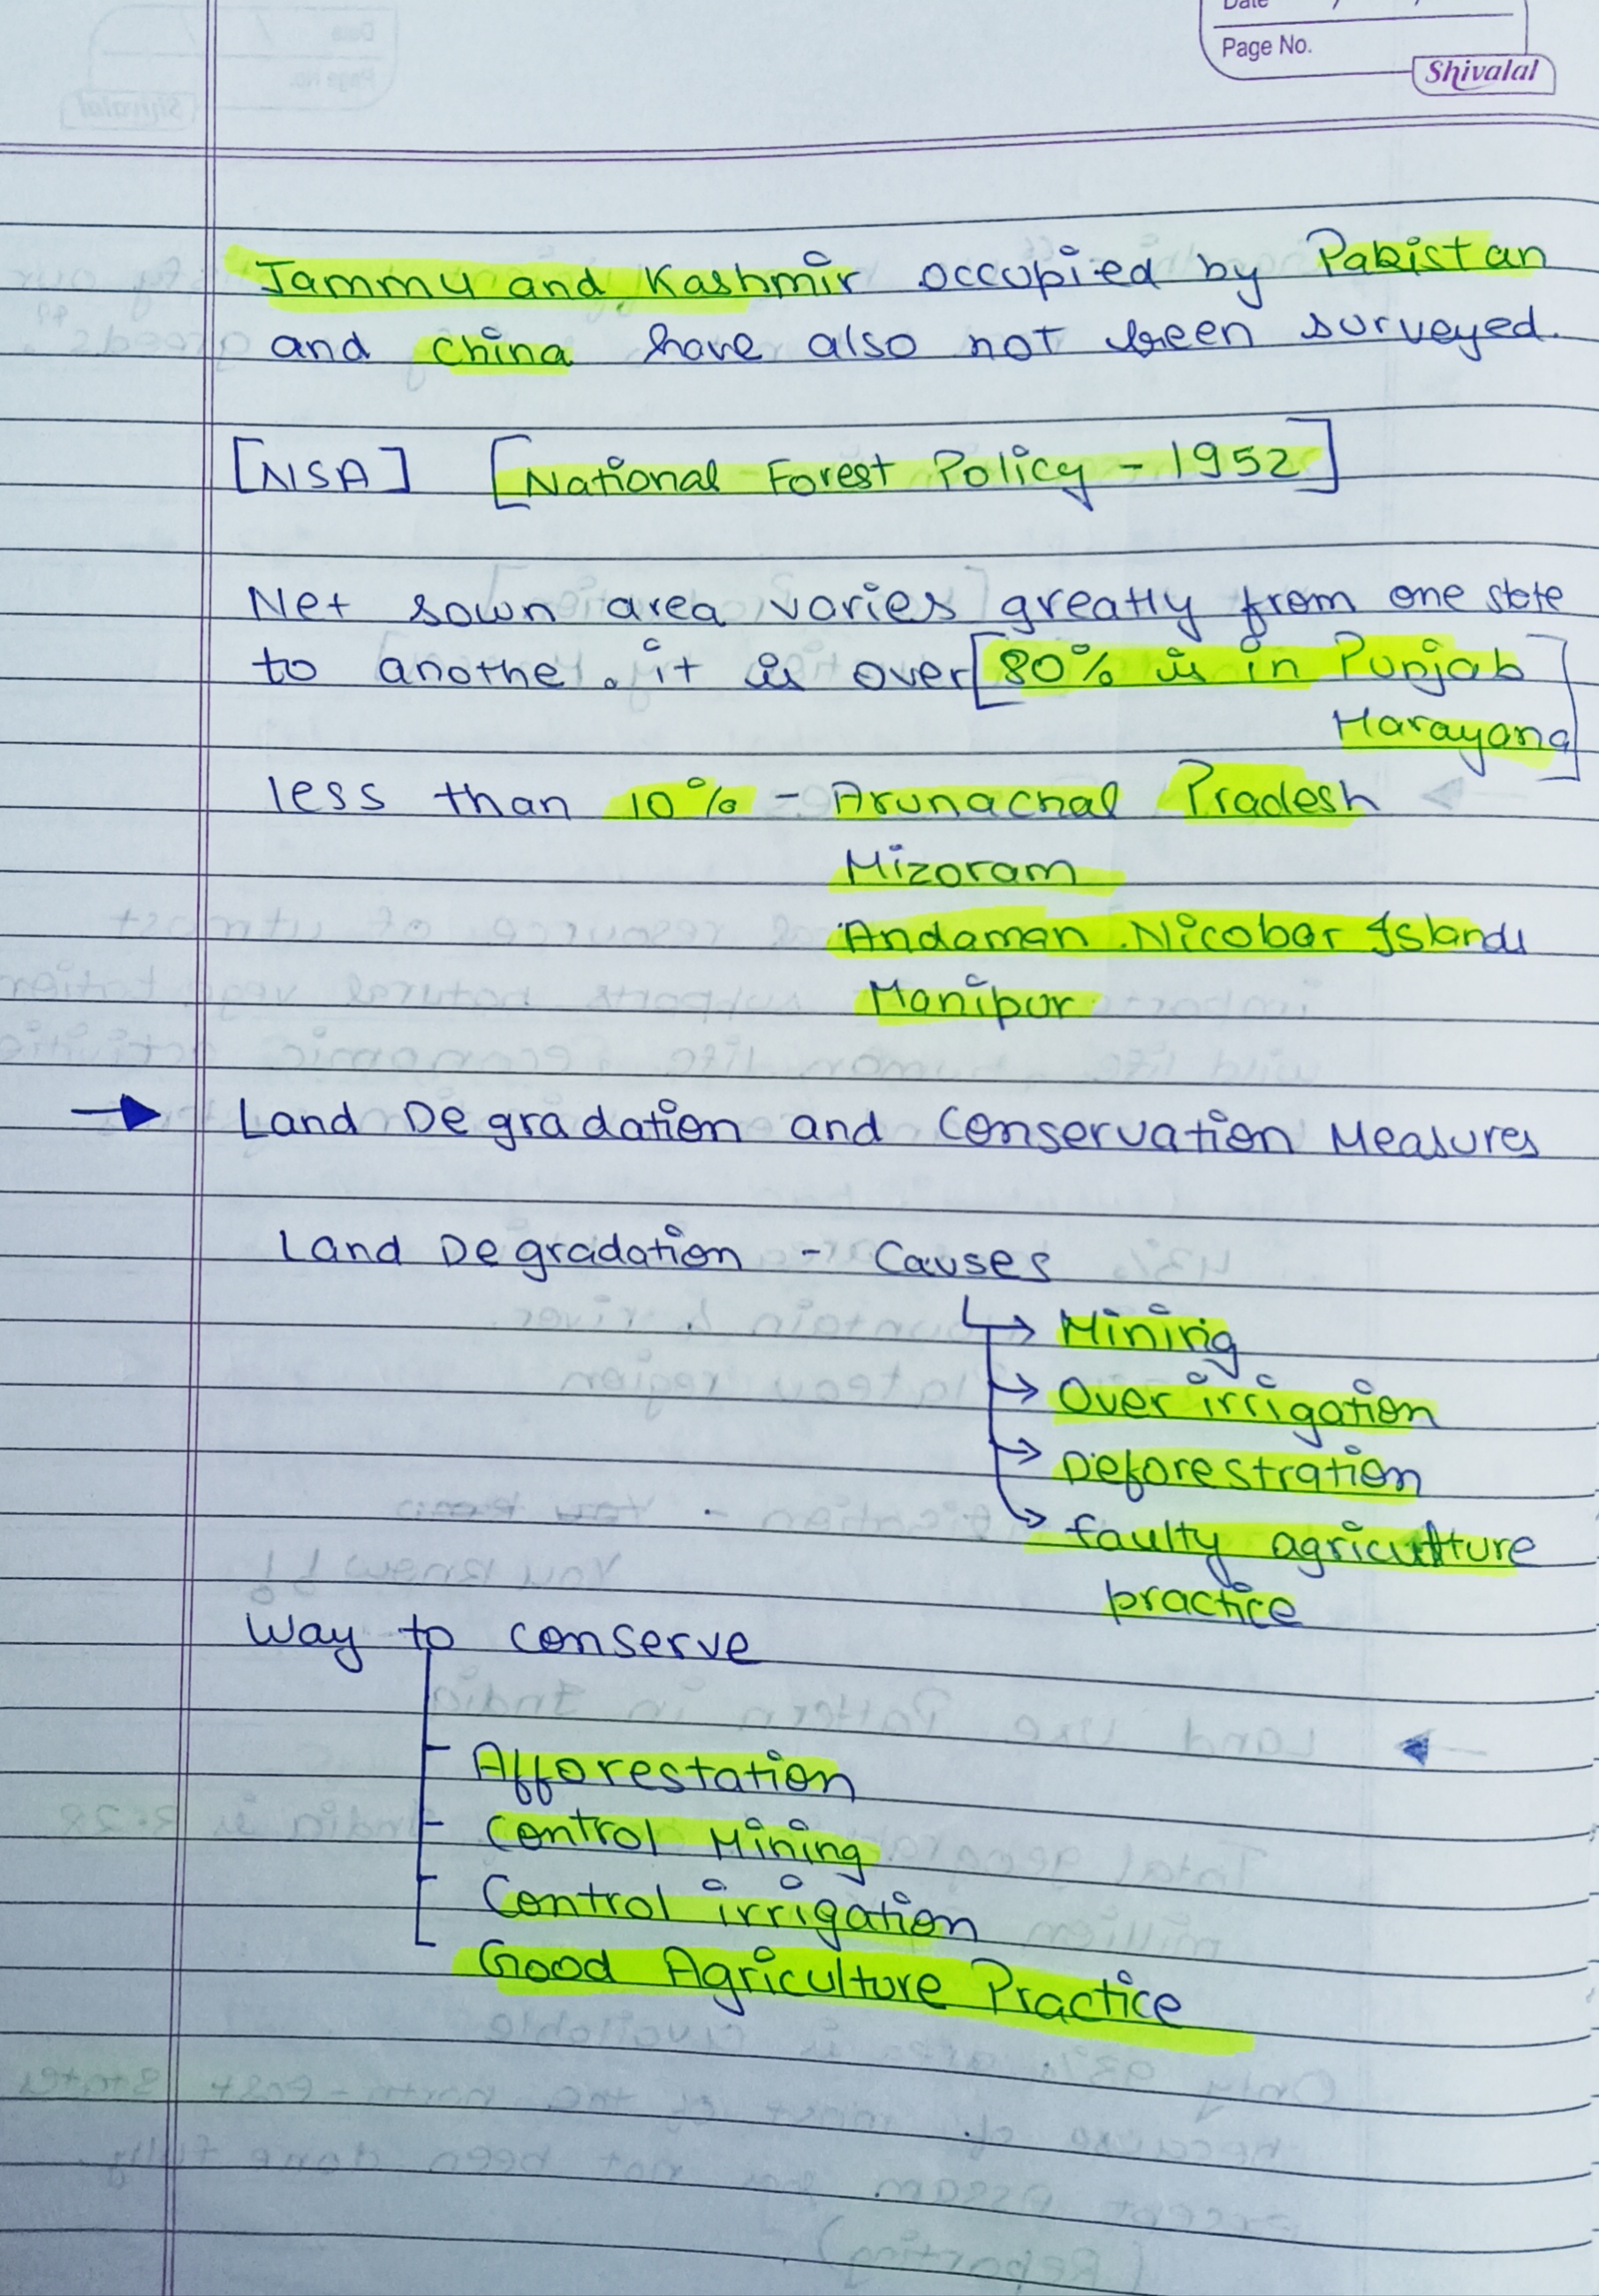 Date / /
Page No.
Shivalal
Jammu and Kashmir occupied by Pakistan
and china have also not been surveyed.
[NSA] [National Forest Policy - 1952]
Net sown area varies greatly from one state
to anothe. it is over [80% is in Punjab
Harayana]
less than 10% - Arunachal Pradesh
Mizoram
Andaman Nicobar Islands
Manipur
→ Land Degradation and Conservation Measures
Land Degradation - Causes
→ Mining
→ Over irrigation
→ Deforestration
→ faulty agriculture
practice
Way to conserve
Afforestation
Control Mining
Control irrigation
Good Agriculture Practice